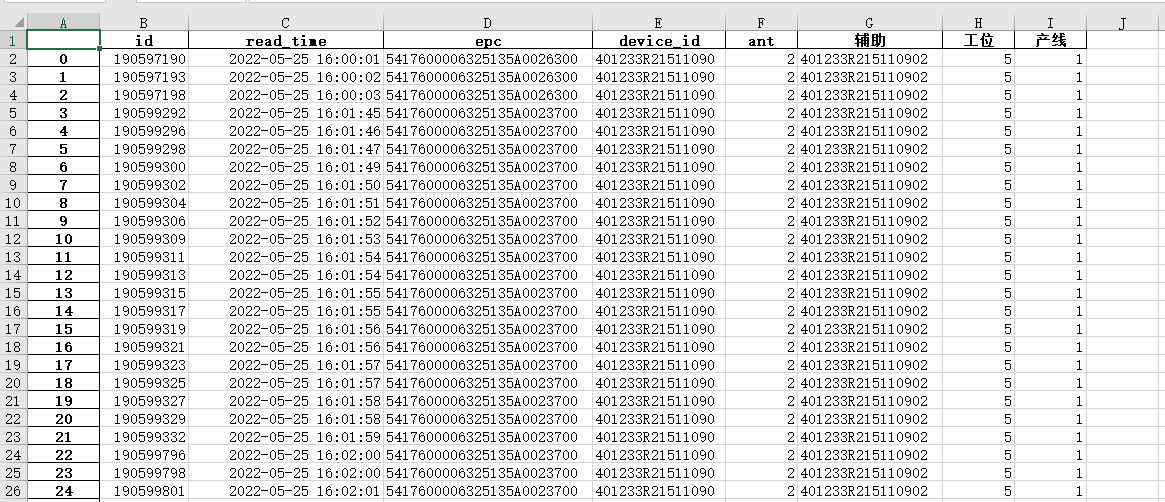 A B C D E F G H I J
1 id read_time epc device_id ant 辅助 工位 产线
2 0 190597190 2022-05-25 16:00:01 5417600006325135A0026300 401233R21511090 2 401233R215110902 5 1
3 1 190597193 2022-05-25 16:00:02 5417600006325135A0026300 401233R21511090 2 401233R215110902 5 1
4 2 190597198 2022-05-25 16:00:03 5417600006325135A0026300 401233R21511090 2 401233R215110902 5 1
5 3 190599292 2022-05-25 16:01:45 5417600006325135A0023700 401233R21511090 2 401233R215110902 5 1
6 4 190599296 2022-05-25 16:01:46 5417600006325135A0023700 401233R21511090 2 401233R215110902 5 1
7 5 190599298 2022-05-25 16:01:47 5417600006325135A0023700 401233R21511090 2 401233R215110902 5 1
8 6 190599300 2022-05-25 16:01:49 5417600006325135A0023700 401233R21511090 2 401233R215110902 5 1
9 7 190599302 2022-05-25 16:01:50 5417600006325135A0023700 401233R21511090 2 401233R215110902 5 1
10 8 190599304 2022-05-25 16:01:51 5417600006325135A0023700 401233R21511090 2 401233R215110902 5 1
11 9 190599306 2022-05-25 16:01:52 5417600006325135A0023700 401233R21511090 2 401233R215110902 5 1
12 10 190599309 2022-05-25 16:01:53 5417600006325135A0023700 401233R21511090 2 401233R215110902 5 1
13 11 190599311 2022-05-25 16:01:54 5417600006325135A0023700 401233R21511090 2 401233R215110902 5 1
14 12 190599313 2022-05-25 16:01:54 5417600006325135A0023700 401233R21511090 2 401233R215110902 5 1
15 13 190599315 2022-05-25 16:01:55 5417600006325135A0023700 401233R21511090 2 401233R215110902 5 1
16 14 190599317 2022-05-25 16:01:55 5417600006325135A0023700 401233R21511090 2 401233R215110902 5 1
17 15 190599319 2022-05-25 16:01:56 5417600006325135A0023700 401233R21511090 2 401233R215110902 5 1
18 16 190599321 2022-05-25 16:01:56 5417600006325135A0023700 401233R21511090 2 401233R215110902 5 1
19 17 190599323 2022-05-25 16:01:57 5417600006325135A0023700 401233R21511090 2 401233R215110902 5 1
20 18 190599325 2022-05-25 16:01:57 5417600006325135A0023700 401233R21511090 2 401233R215110902 5 1
21 19 190599327 2022-05-25 16:01:58 5417600006325135A0023700 401233R21511090 2 401233R215110902 5 1
22 20 190599329 2022-05-25 16:01:58 5417600006325135A0023700 401233R21511090 2 401233R215110902 5 1
23 21 190599332 2022-05-25 16:01:59 5417600006325135A0023700 401233R21511090 2 401233R215110902 5 1
24 22 190599796 2022-05-25 16:02:00 5417600006325135A0023700 401233R21511090 2 401233R215110902 5 1
25 23 190599798 2022-05-25 16:02:00 5417600006325135A0023700 401233R21511090 2 401233R215110902 5 1
26 24 190599801 2022-05-25 16:02:01 5417600006325135A0023700 401233R21511090 2 401233R215110902 5 1